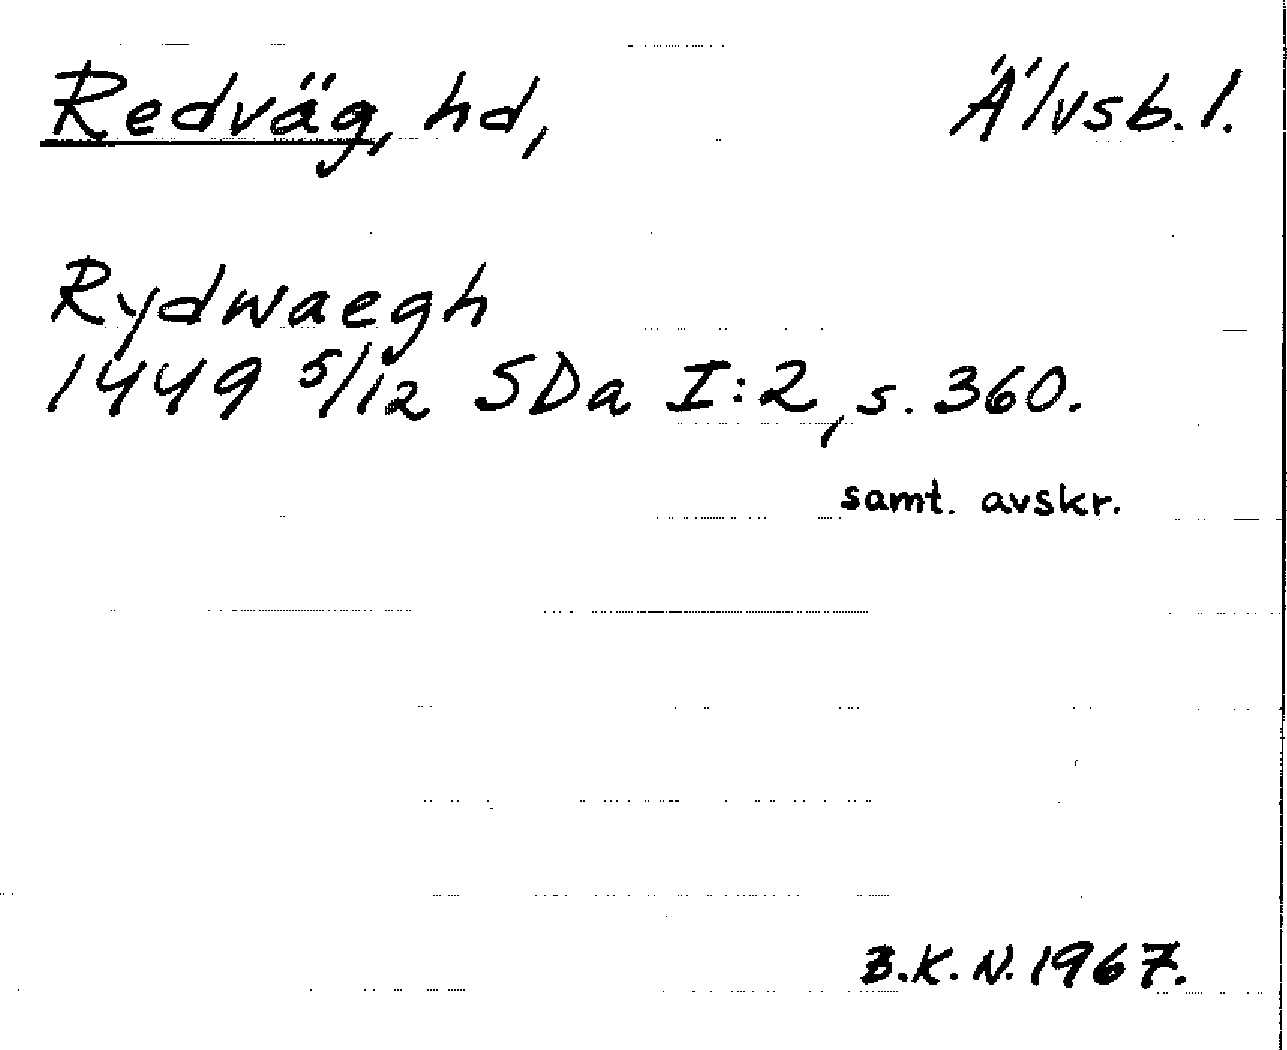 Redväg, hd, Älvsb. l.
Rydwaegh
1449 5/12 SDa I:2, s. 360.
samt. avskr.
B.K.N. 1967.